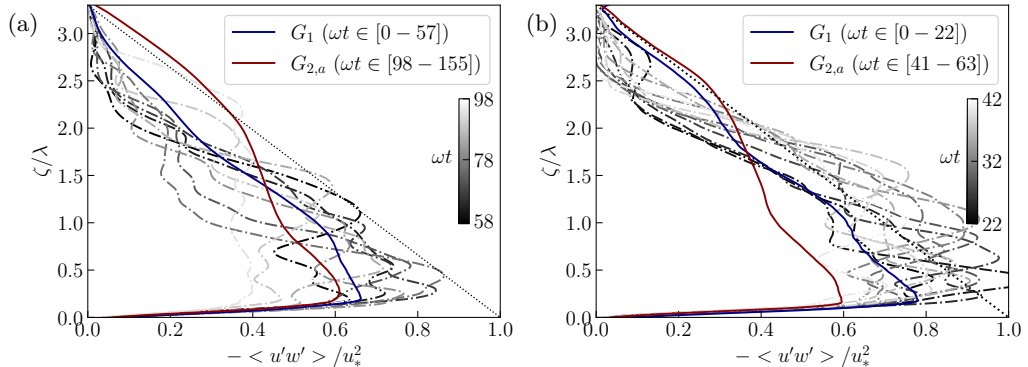 (a)
G₁ (ωt ∈ [0 − 57])
G₂,ₐ (ωt ∈ [98 − 155])
ζ/λ
3.0
2.5
2.0
1.5
1.0
0.5
0.0
0.0 0.2 0.4 0.6 0.8 1.0
− < u′w′ > /u²∗
ωt
98
78
58
(b)
G₁ (ωt ∈ [0 − 22])
G₂,ₐ (ωt ∈ [41 − 63])
ζ/λ
3.0
2.5
2.0
1.5
1.0
0.5
0.0
0.0 0.2 0.4 0.6 0.8 1.0
− < u′w′ > /u²∗
ωt
42
32
22